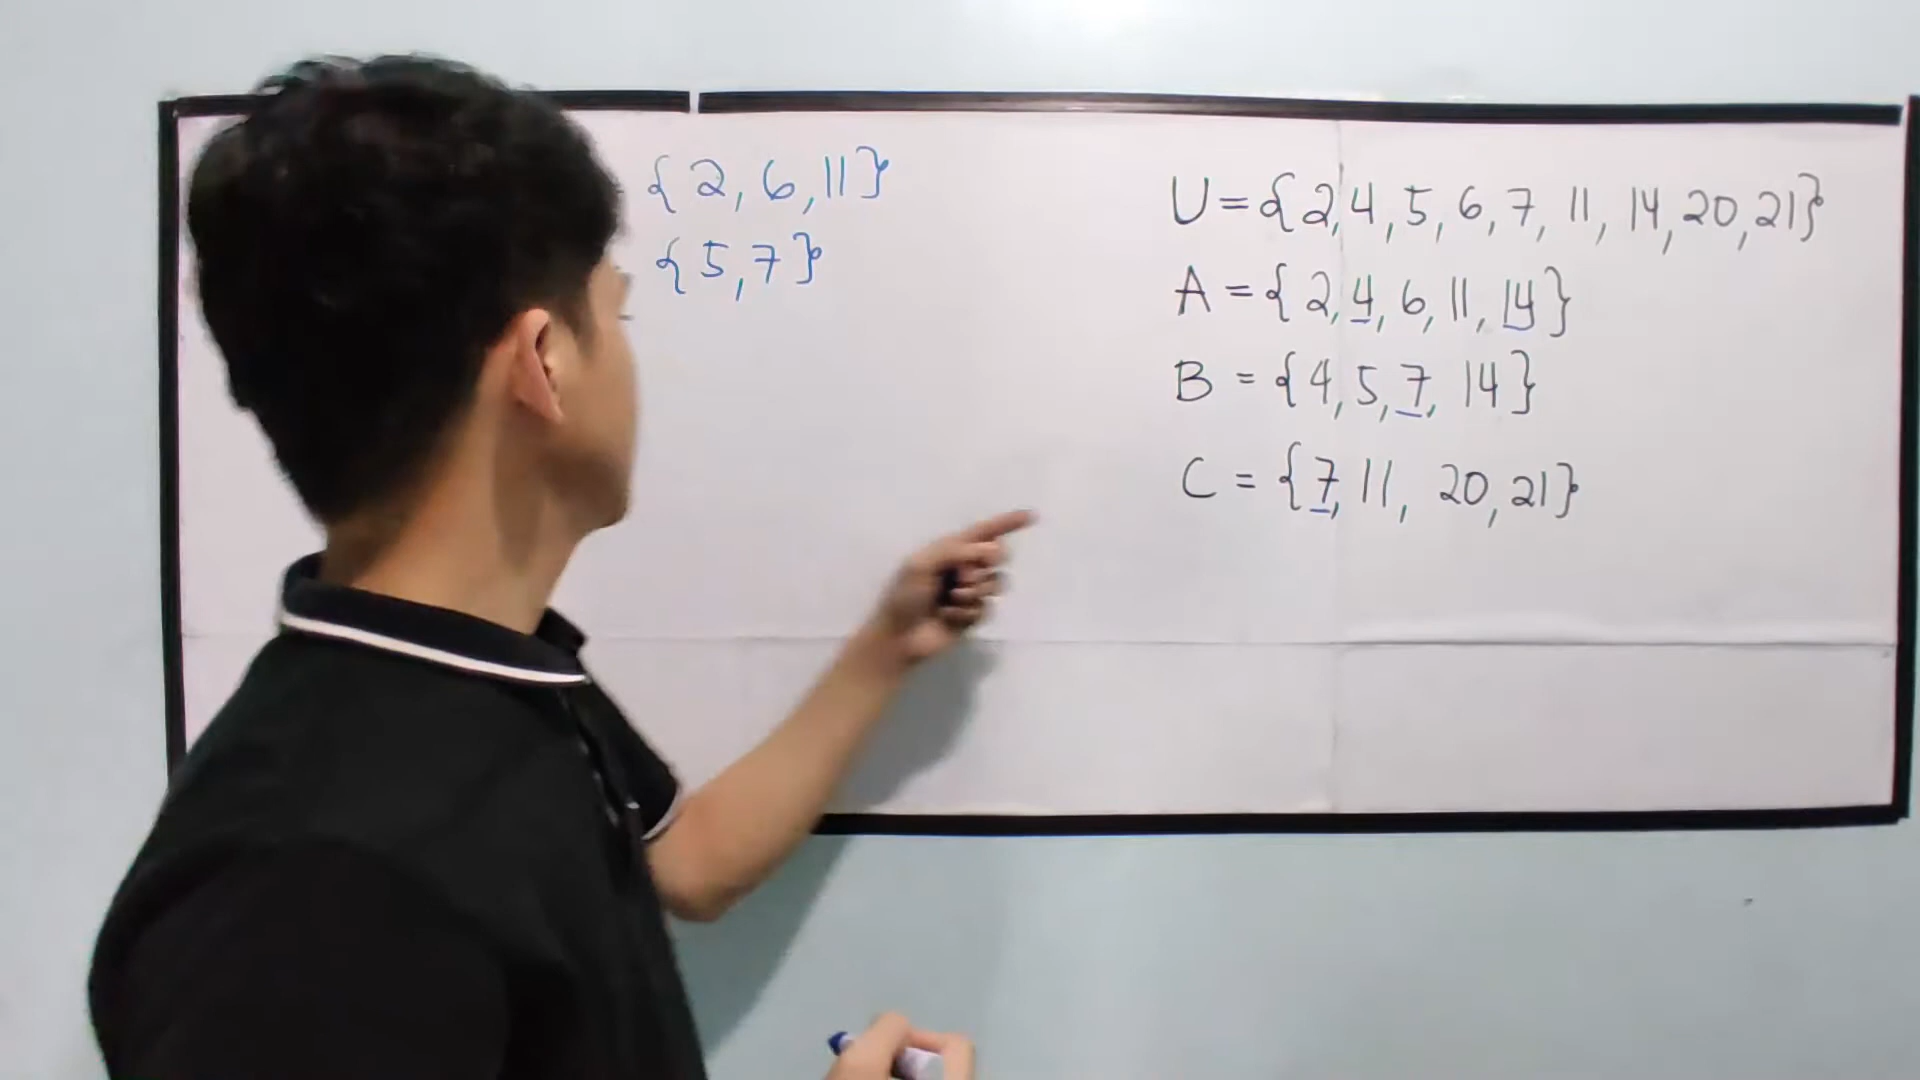 {2, 6, 11}
{5, 7}
U = {2, 4, 5, 6, 7, 11, 14, 20, 21}
A = {2, 4, 6, 11, 14}
B = {4, 5, 7, 14}
C = {7, 11, 20, 21}